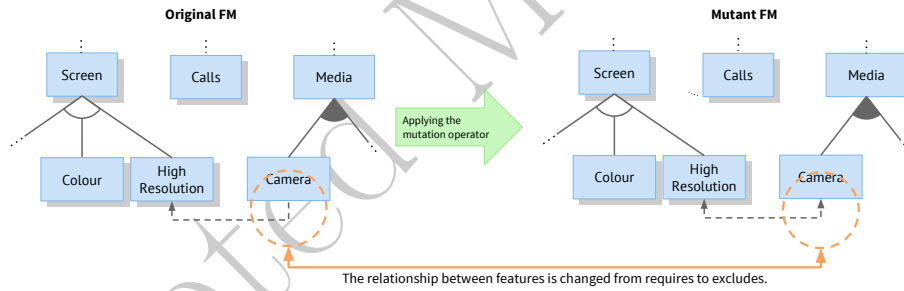 Original FM
Mutant FM
Screen
Calls
Media
Colour
High
Resolution
Camera
Applying the
mutation operator
Screen
Calls
Media
Colour
High
Resolution
Camera
The relationship between features is changed from requires to excludes.